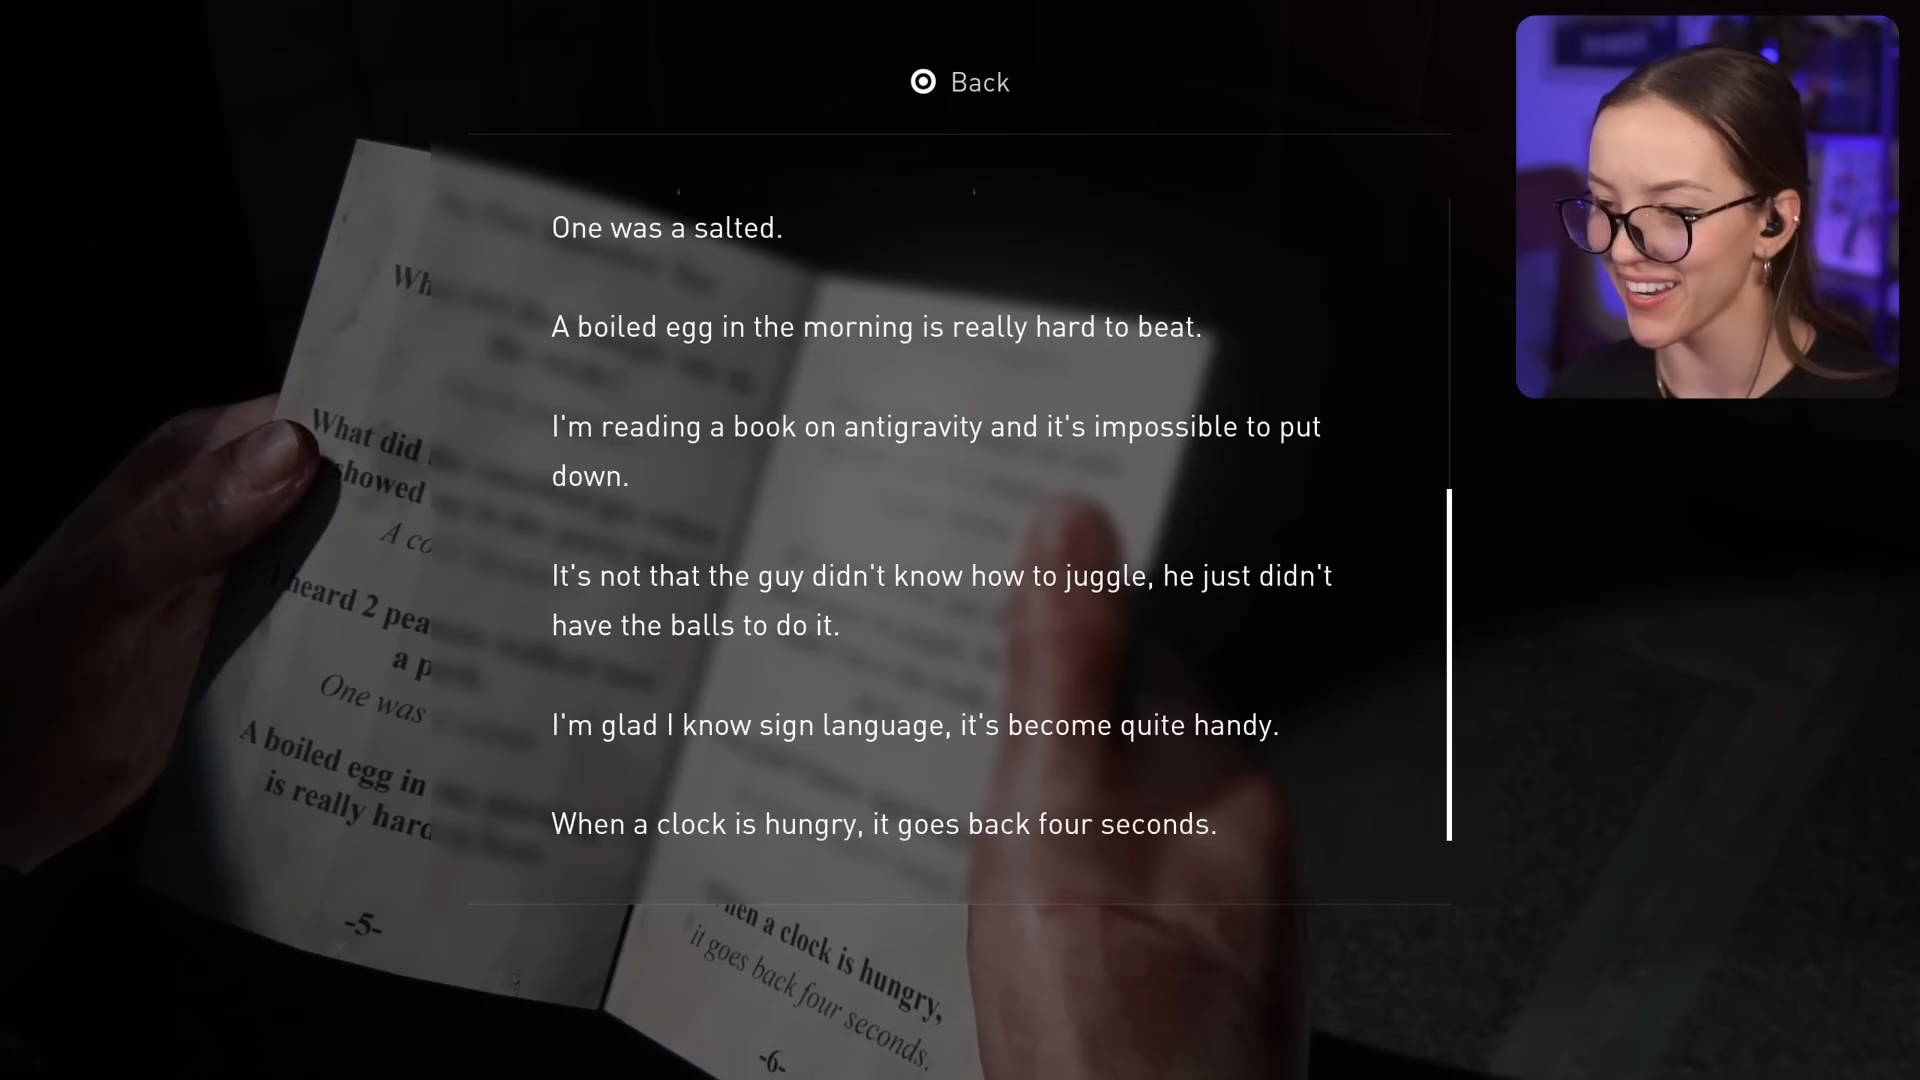 Back
One was a salted.
A boiled egg in the morning is really hard to beat.
I'm reading a book on antigravity and it's impossible to put
down.
It's not that the guy didn't know how to juggle, he just didn't
have the balls to do it.
I'm glad I know sign language, it's become quite handy.
When a clock is hungry, it goes back four seconds.
What did
showed
heard 2
One was
A boiled egg in
is really hard
-5-
When a clock is hungry,
it goes back four seconds.
-6-